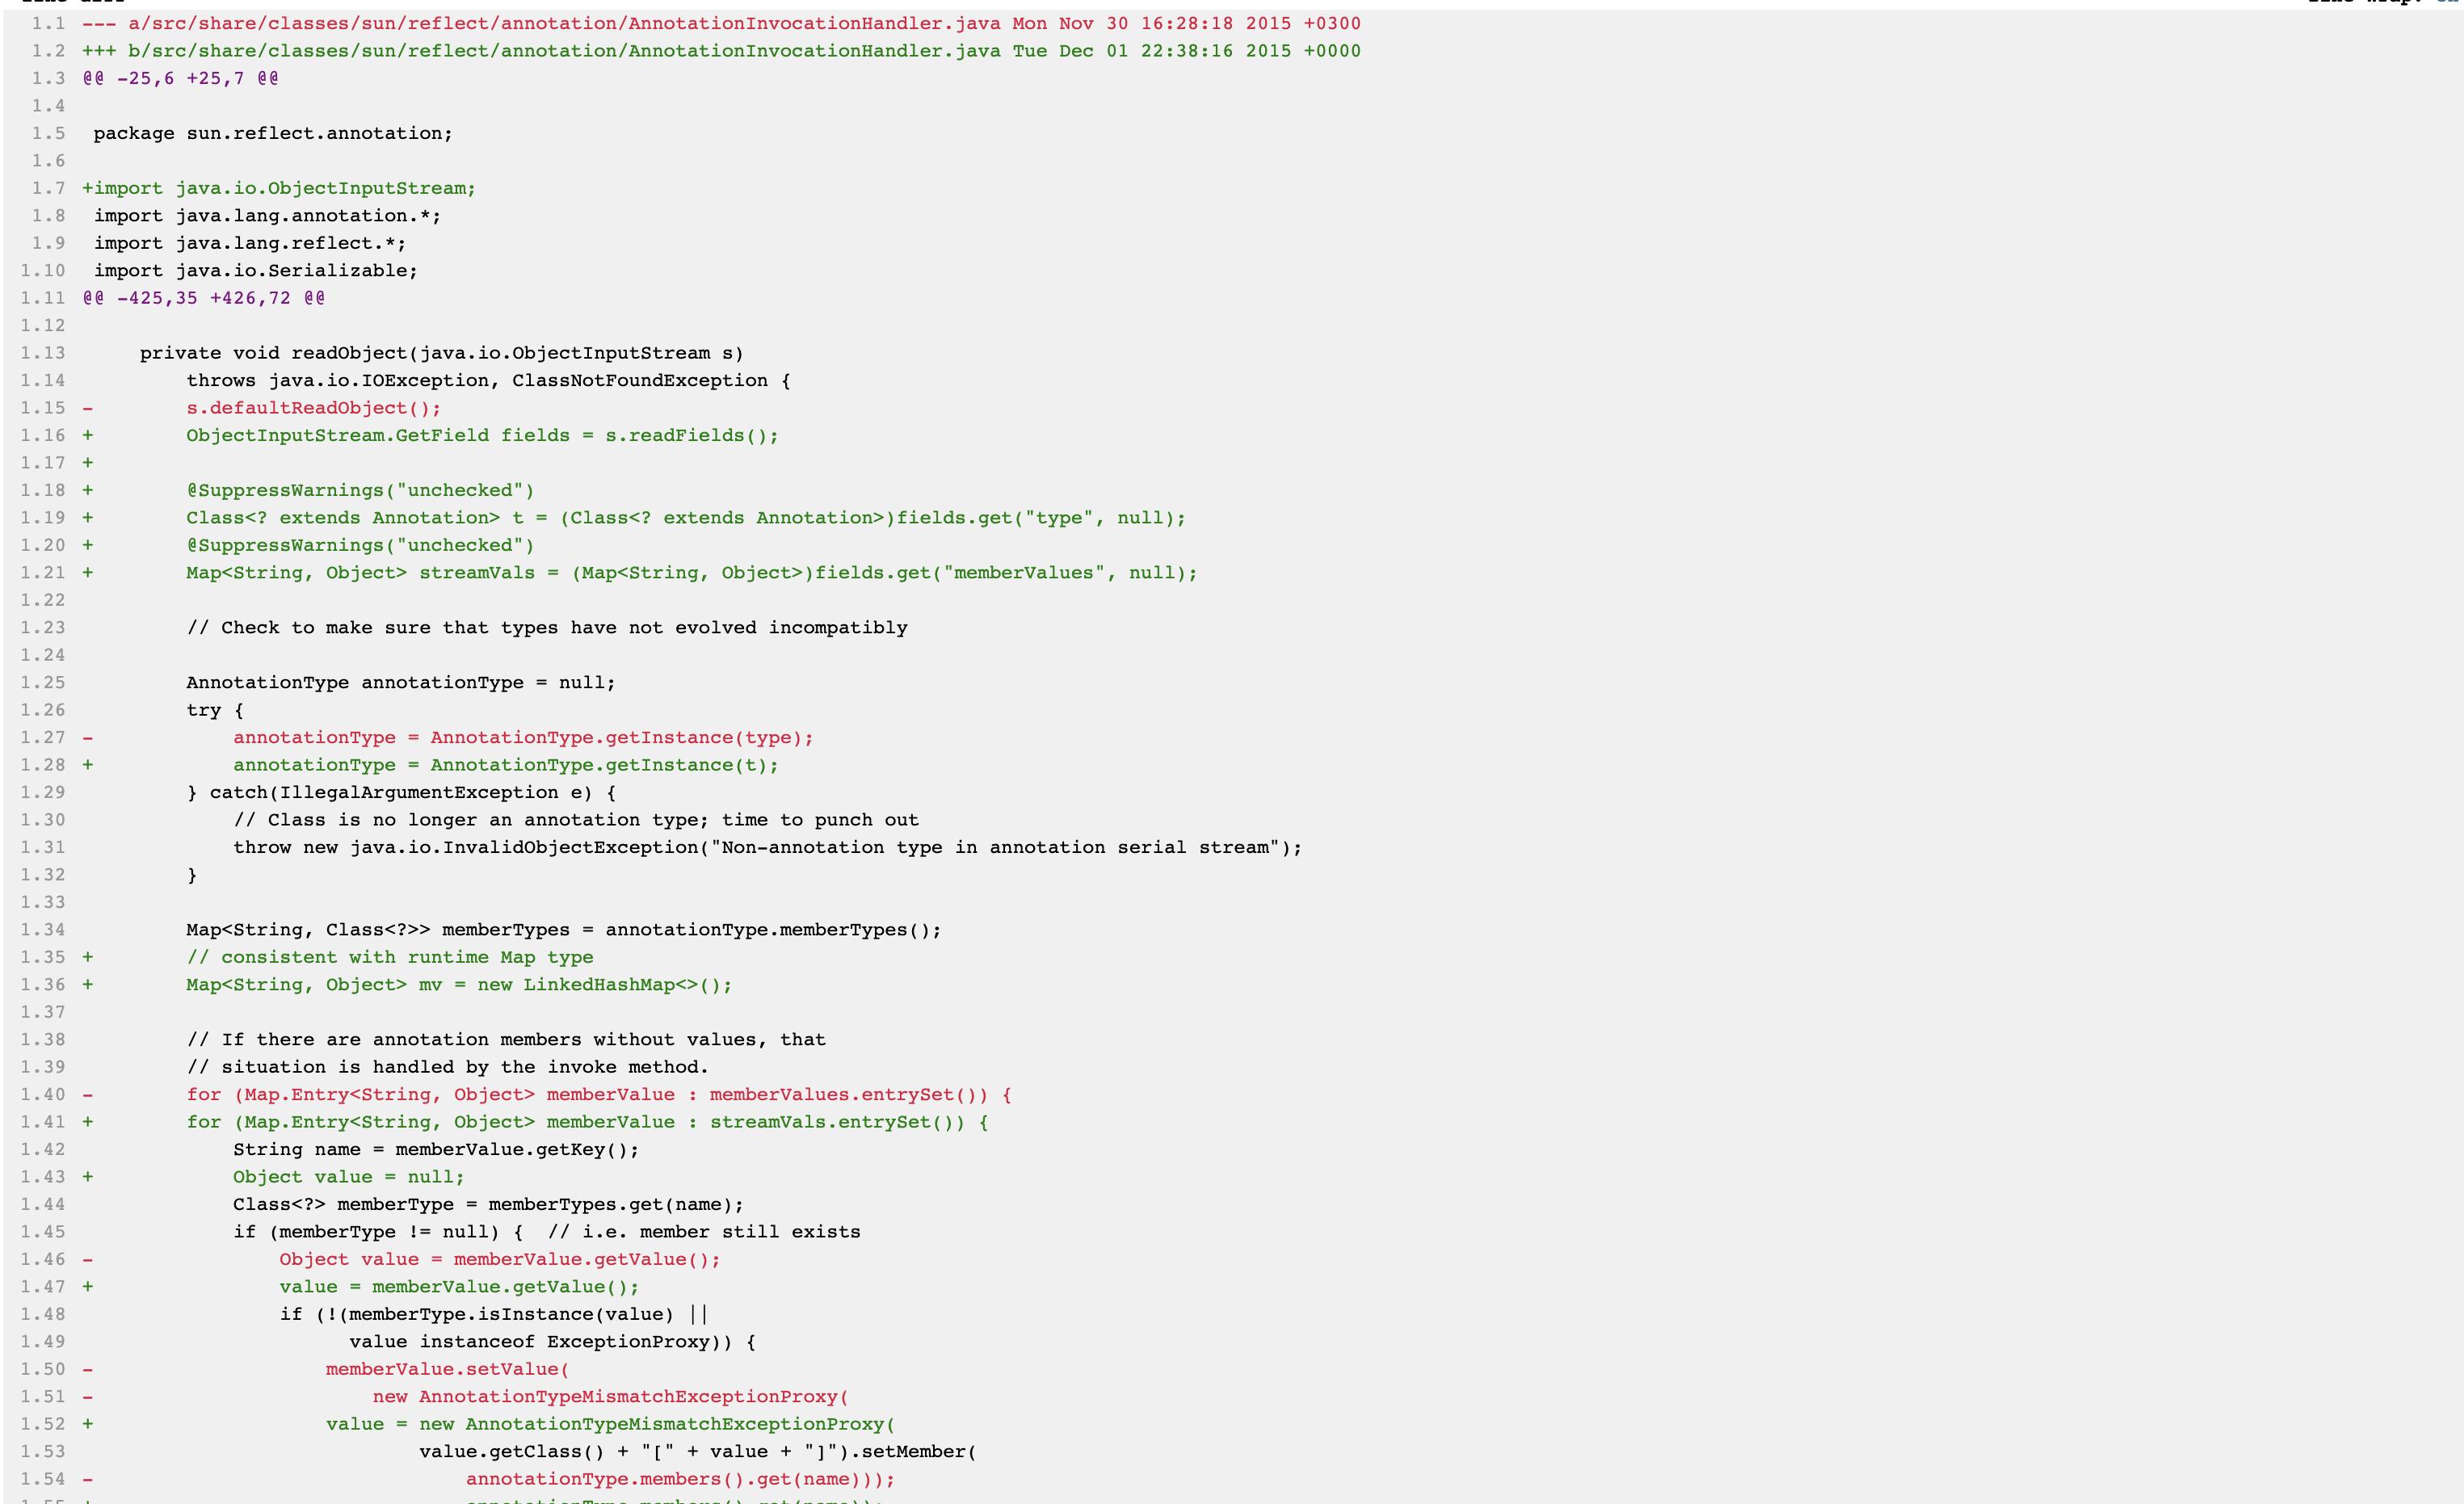 1.1 --- a/src/share/classes/sun/reflect/annotation/AnnotationInvocationHandler.java Mon Nov 30 16:28:18 2015 +0300
1.2 +++ b/src/share/classes/sun/reflect/annotation/AnnotationInvocationHandler.java Tue Dec 01 22:38:16 2015 +0000
1.3 @@ -25,6 +25,7 @@
1.4
1.5  package sun.reflect.annotation;
1.6
1.7 +import java.io.ObjectInputStream;
1.8  import java.lang.annotation.*;
1.9  import java.lang.reflect.*;
1.10  import java.io.Serializable;
1.11 @@ -425,35 +426,72 @@
1.12
1.13      private void readObject(java.io.ObjectInputStream s)
1.14          throws java.io.IOException, ClassNotFoundException {
1.15 -        s.defaultReadObject();
1.16 +        ObjectInputStream.GetField fields = s.readFields();
1.17 +
1.18 +        @SuppressWarnings("unchecked")
1.19 +        Class<? extends Annotation> t = (Class<? extends Annotation>)fields.get("type", null);
1.20 +        @SuppressWarnings("unchecked")
1.21 +        Map<String, Object> streamVals = (Map<String, Object>)fields.get("memberValues", null);
1.22
1.23          // Check to make sure that types have not evolved incompatibly
1.24
1.25          AnnotationType annotationType = null;
1.26          try {
1.27 -            annotationType = AnnotationType.getInstance(type);
1.28 +            annotationType = AnnotationType.getInstance(t);
1.29          } catch(IllegalArgumentException e) {
1.30              // Class is no longer an annotation type; time to punch out
1.31              throw new java.io.InvalidObjectException("Non-annotation type in annotation serial stream");
1.32          }
1.33
1.34          Map<String, Class<?>> memberTypes = annotationType.memberTypes();
1.35 +        // consistent with runtime Map type
1.36 +        Map<String, Object> mv = new LinkedHashMap<>();
1.37
1.38          // If there are annotation members without values, that
1.39          // situation is handled by the invoke method.
1.40 -        for (Map.Entry<String, Object> memberValue : memberValues.entrySet()) {
1.41 +        for (Map.Entry<String, Object> memberValue : streamVals.entrySet()) {
1.42              String name = memberValue.getKey();
1.43 +            Object value = null;
1.44              Class<?> memberType = memberTypes.get(name);
1.45              if (memberType != null) {  // i.e. member still exists
1.46 -                Object value = memberValue.getValue();
1.47 +                value = memberValue.getValue();
1.48                  if (!(memberType.isInstance(value) ||
1.49                        value instanceof ExceptionProxy)) {
1.50 -                    memberValue.setValue(
1.51 -                        new AnnotationTypeMismatchExceptionProxy(
1.52 +                    value = new AnnotationTypeMismatchExceptionProxy(
1.53                              value.getClass() + "[" + value + "]").setMember(
1.54 -                                annotationType.members().get(name)));